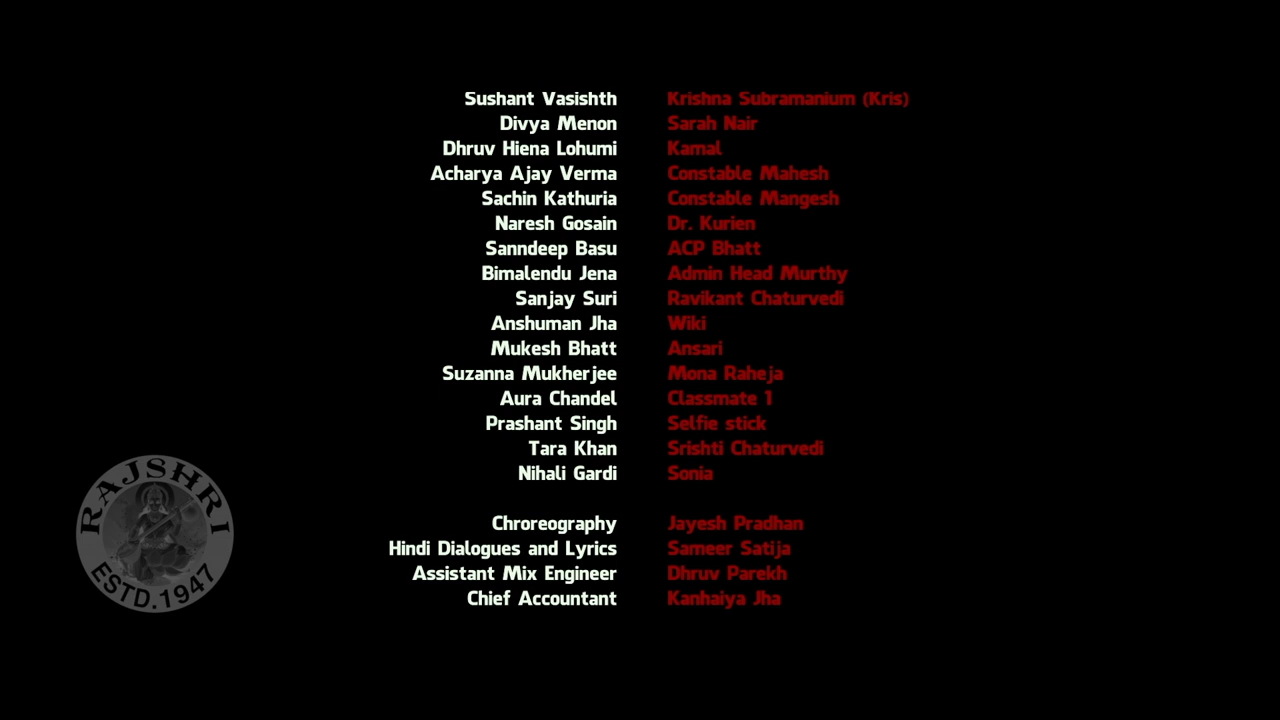 Sushant Vasishth Krishna Subramanium (Kris)
Divya Menon Sarah Nair
Dhruv Hiena Lohumi Kamal
Acharya Ajay Verma Constable Mahesh
Sachin Kathuria Constable Mangesh
Naresh Gosain Dr. Kurien
Sanndeep Basu ACP Bhatt
Bimalendu Jena Admin Head Murthy
Sanjay Suri Ravikant Chaturvedi
Anshuman Jha Wiki
Mukesh Bhatt Ansari
Suzanna Mukherjee Mona Raheja
Aura Chandel Classmate 1
Prashant Singh Selfie stick
Tara Khan Srishti Chaturvedi
Nihali Gardi Sonia
Chroreography Jayesh Pradhan
Hindi Dialogues and Lyrics Sameer Satija
Assistant Mix Engineer Dhruv Parekh
Chief Accountant Kanhaiya Jha
RAJSHRI
ESTD.1947